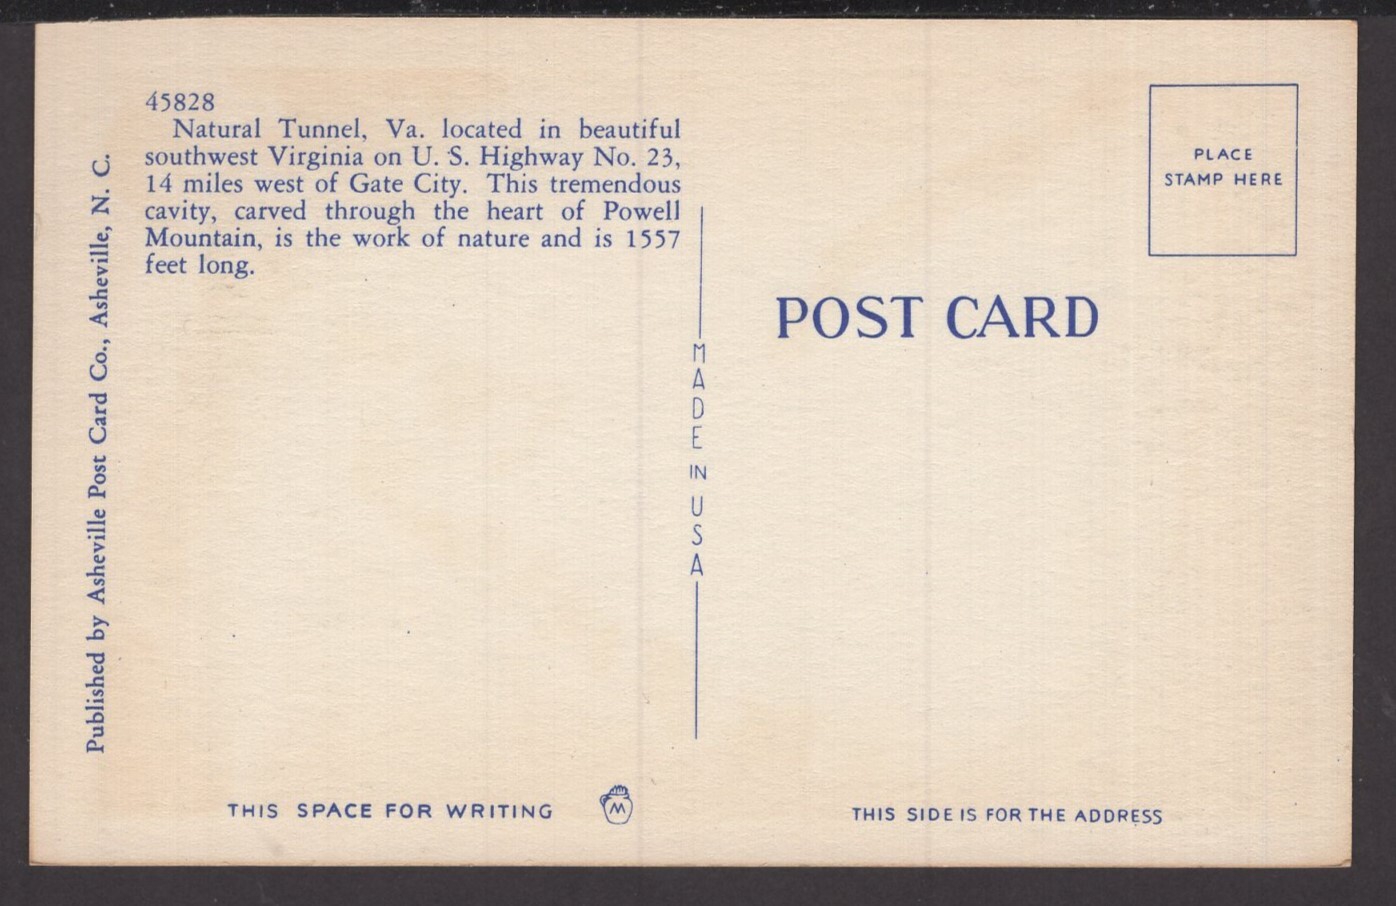 45828
Natural Tunnel, Va. located in beautiful
southwest Virginia on U. S. Highway No. 23,
14 miles west of Gate City. This tremendous
cavity, carved through the heart of Powell
Mountain, is the work of nature and is 1557
feet long.
Published by Asheville Post Card Co., Asheville, N. C.
MADE IN USA
PLACE
STAMP HERE
POST CARD
THIS SPACE FOR WRITING
M
THIS SIDE IS FOR THE ADDRESS